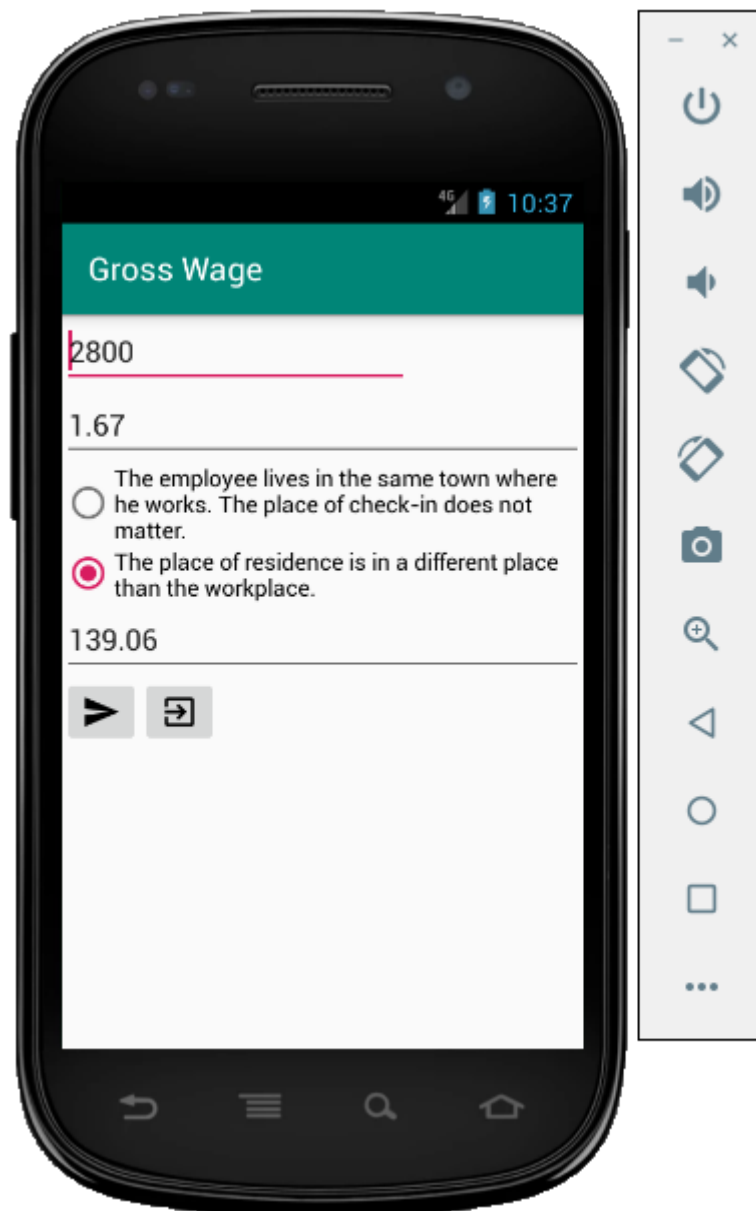 4G 10:37
Gross Wage
2800
1.67
The employee lives in the same town where
he works. The place of check-in does not
matter.
The place of residence is in a different place
than the workplace.
139.06